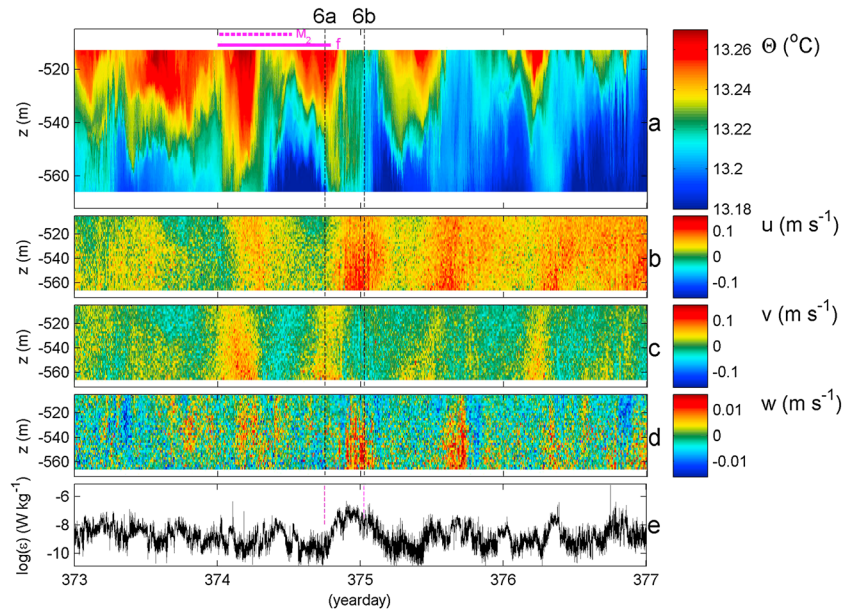 6a 6b
M2
f
-520
-540
-560
z (m)
a
13.26
13.24
13.22
13.2
13.18
Θ (°C)
-520
-540
-560
z (m)
b
0.1
0
-0.1
u (m s-1)
-520
-540
-560
z (m)
c
0.1
0
-0.1
v (m s-1)
-520
-540
-560
z (m)
d
0.01
0
-0.01
w (m s-1)
-6
-8
-10
log(ε) (W kg-1)
e
373 374 375 376 377
(yearday)